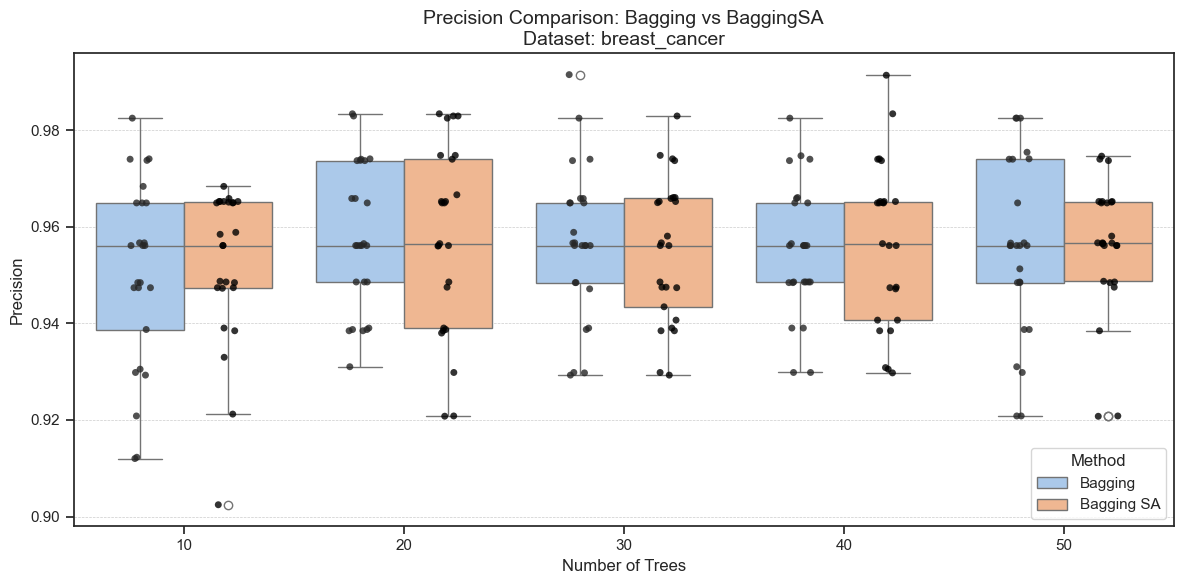 Precision Comparison: Bagging vs BaggingSA
Dataset: breast_cancer
Precision
0.98
0.96
0.94
0.92
0.90
10
20
30
40
50
Number of Trees
Method
Bagging
Bagging SA